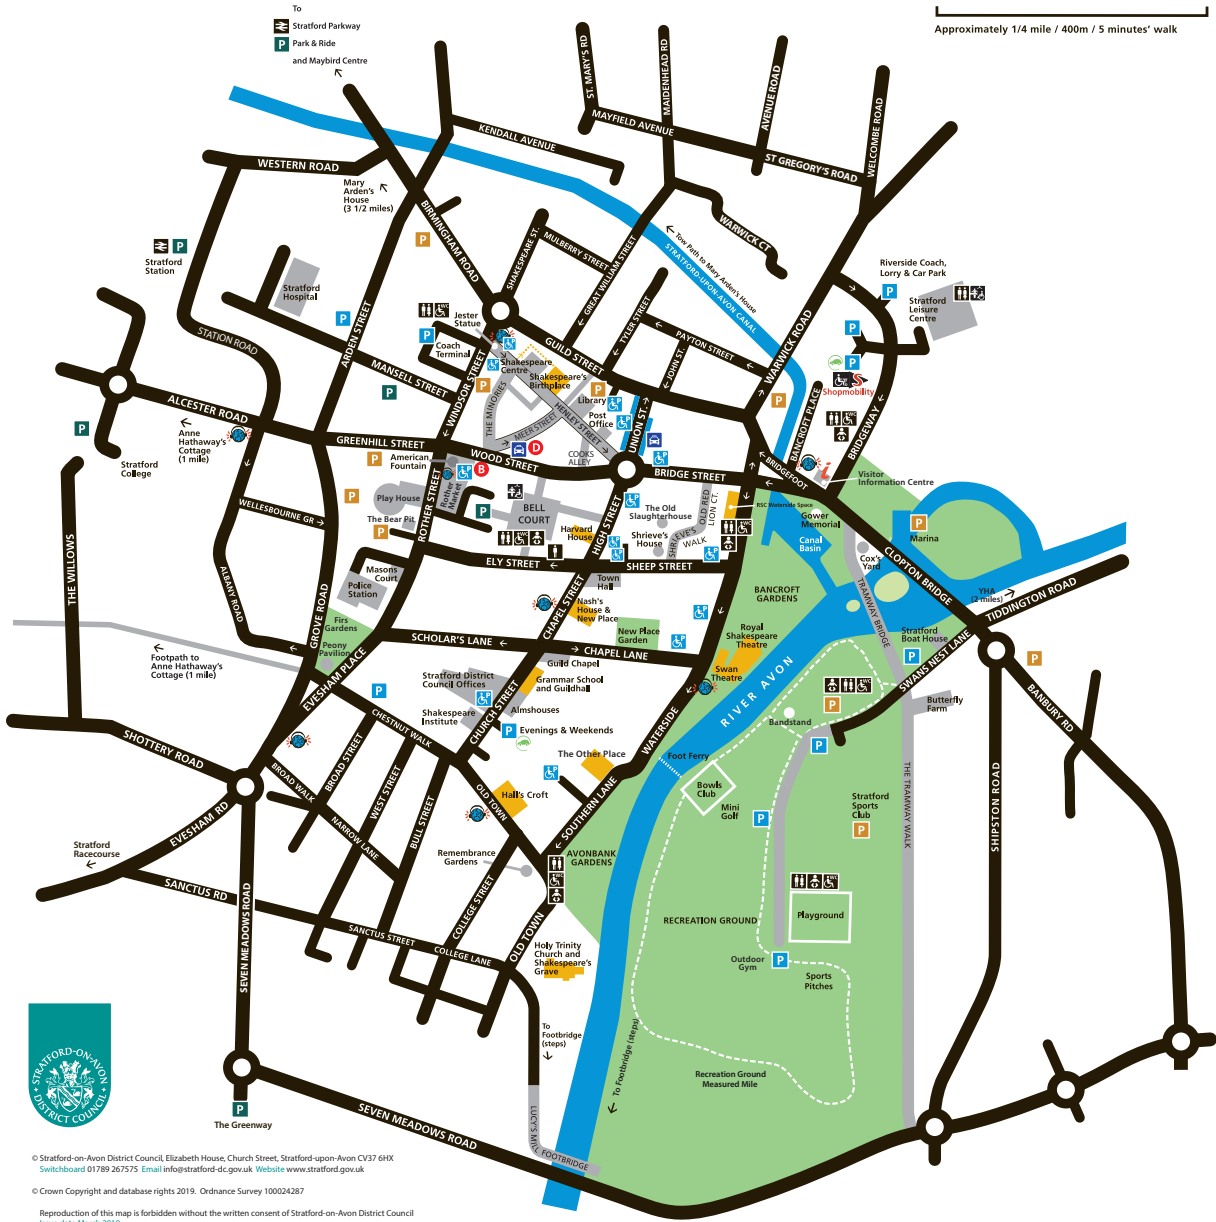 To
Stratford Parkway
P Park & Ride
and Maybird Centre
Approximately 1/4 mile / 400m / 5 minutes' walk
ST. MARY'S RD
MAIDENHEAD RD
AVENUE ROAD
WELCOMBE ROAD
MAYFIELD AVENUE
ST GREGORY'S ROAD
KENDALL AVENUE
WESTERN ROAD
Mary
Arden's
House
(3 1/2 miles)
BIRMINGHAM ROAD
P
SHAKESPEARE ST.
MULBERRY STREET
GREAT WILLIAM STREET
WARWICK CT
Tow Path to Mary Arden's House
STRATFORD-UPON-AVON CANAL
P
Stratford
Station
Stratford
Hospital
P
ARDEN STREET
STATION ROAD
MANSELL STREET
WC
Jester
Statue
P
Coach
Terminal
WINDSOR STREET
GUILD STREET
TYLER STREET
PAYTON STREET
JOHN ST.
WARWICK ROAD
Riverside Coach,
Lorry & Car Park
P
Stratford
Leisure
Centre
P
P
Shopmobility
Shakespeare
Centre
Shakespeare's
Birthplace
P
P
P
P
THE MINORIES
MEER STREET
HENLEY STREET
Library
Post
Office
UNION ST.
BANCROFT PLACE
BRIDGEWAY
WC
ALCESTER ROAD
P
Anne
Hathaway's
Cottage
(1 mile)
Stratford
College
GREENHILL STREET
WOOD STREET
D
COOKS
ALLEY
BRIDGE STREET
BRIDGEFOOT
Visitor
Information Centre
American
Fountain
P
B
Rother
Market
Play House
The Bear Pit
P
P
P
ROTHER STREET
BELL
COURT
WC
Harvard
House
HIGH STREET
The Old
Slaughterhouse
Shrieve's
House
SHRIEVE'S
WALK
OLD RED
LION CT.
RSC Waterside Space
WC
Gower
Memorial
Canal
Basin
Cox's
Yard
P
Marina
CLOPTON BRIDGE
YHA
(2 miles)
TIDDINGTON ROAD
WELLESBOURNE GR
THE WILLOWS
ALBANY ROAD
GROVE ROAD
Masons
Court
Police
Station
ELY STREET
SHEEP STREET
Town
Hall
CHAPEL STREET
Nash's
House &
New Place
New Place
Garden
BANCROFT
GARDENS
Royal
Shakespeare
Theatre
Swan
Theatre
TRAMWAY BRIDGE
Stratford
Boat House
P
SWANS NEST LANE
Firs
Gardens
Peony
Pavilion
SCHOLAR'S LANE
CHAPEL LANE
Guild Chapel
Footpath to
Anne Hathaway's
Cottage (1 mile)
EVESHAM PLACE
Stratford District
Council Offices
Grammar School
and Guildhall
Almshouses
Shakespeare
Institute
CHURCH STREET
P
CHESTNUT WALK
P Evenings & Weekends
The Other Place
WATERSIDE
RIVER AVON
WC
P
Bandstand
P
Butterfly
Farm
P
BANBURY RD
SHOTTERY ROAD
BROAD WALK
BROAD STREET
WEST STREET
BULL STREET
NARROW LANE
OLD TOWN
Hall's Croft
SOUTHERN LANE
Foot Ferry
Bowls
Club
Mini
Golf
P
Stratford
Sports
Club
P
THE TRAMWAY WALK
SHIPSTON ROAD
EVESHAM RD
Stratford
Racecourse
SANCTUS RD
SANCTUS STREET
Remembrance
Gardens
COLLEGE STREET
COLLEGE LANE
OLD TOWN
WC
AVONBANK
GARDENS
WC
RECREATION GROUND
Playground
Outdoor
Gym
P
Sports
Pitches
SEVEN MEADOWS ROAD
Holy Trinity
Church and
Shakespeare's
Grave
To
Footbridge
(steps)
To Footbridge (steps)
Recreation Ground
Measured Mile
P
The Greenway
SEVEN MEADOWS ROAD
LUCY'S MILL
FOOTBRIDGE
STRATFORD-ON-AVON
DISTRICT COUNCIL
© Stratford-on-Avon District Council, Elizabeth House, Church Street, Stratford-upon-Avon CV37 6HX
Switchboard 01789 267575 Email info@stratford-dc.gov.uk Website www.stratford.gov.uk
© Crown Copyright and database rights 2019. Ordnance Survey 100024287
Reproduction of this map is forbidden without the written consent of Stratford-on-Avon District Council
Issue date March 2019